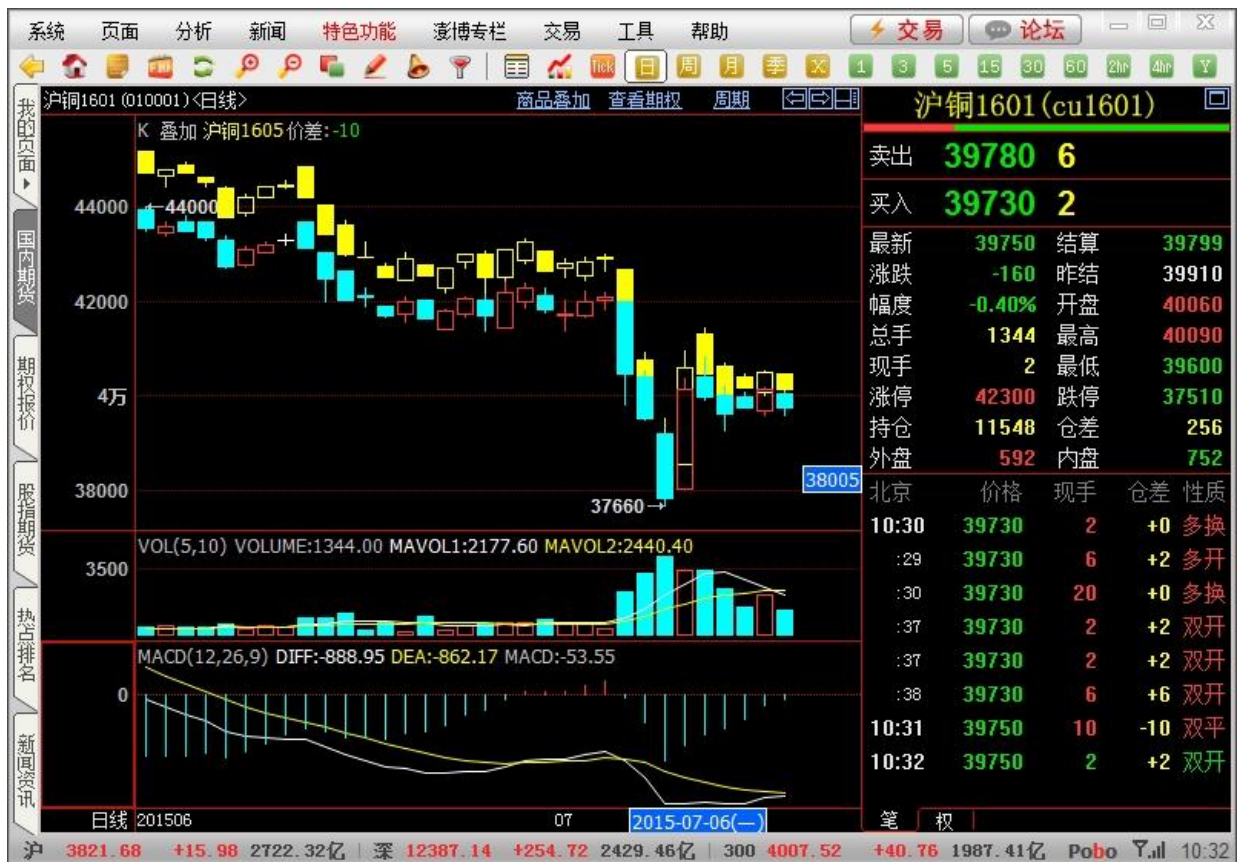 系统 页面 分析 新闻 特色功能 澎博专栏 交易 工具 帮助 交易 论坛
Tick 日 周 月 季 X 1 3 5 15 30 60 2hr 4hr Y
我的页面
国内期货
期权报价
股指期货
热点排名
新闻资讯
沪铜1601 (010001)<日线> 商品叠加 查看期权 周期
K 叠加 沪铜1605 价差:-10
44000
44000
42000
4万
38000
38005
37660
VOL(5,10) VOLUME:1344.00 MAVOL1:2177.60 MAVOL2:2440.40
3500
MACD(12,26,9) DIFF:-888.95 DEA:-862.17 MACD:-53.55
0
日线 201506 07 2015-07-06(一)
沪铜1601(cu1601)
卖出 39780 6
买入 39730 2
最新 39750 结算 39799
涨跌 -160 昨结 39910
幅度 -0.40% 开盘 40060
总手 1344 最高 40090
现手 2 最低 39600
涨停 42300 跌停 37510
持仓 11548 仓差 256
外盘 592 内盘 752
北京 价格 现手 仓差 性质
10:30 39730 2 +0 多换
:29 39730 6 +2 多开
:30 39730 20 +0 多换
:37 39730 2 +2 双开
:37 39730 2 +2 双开
:38 39730 6 +6 双开
10:31 39750 10 -10 双平
10:32 39750 2 +2 双开
笔 权
沪 3821.68 +15.98 2722.32亿 深 12387.14 +254.72 2429.46亿 300 4007.52 +40.76 1987.41亿 Pobo 10:32